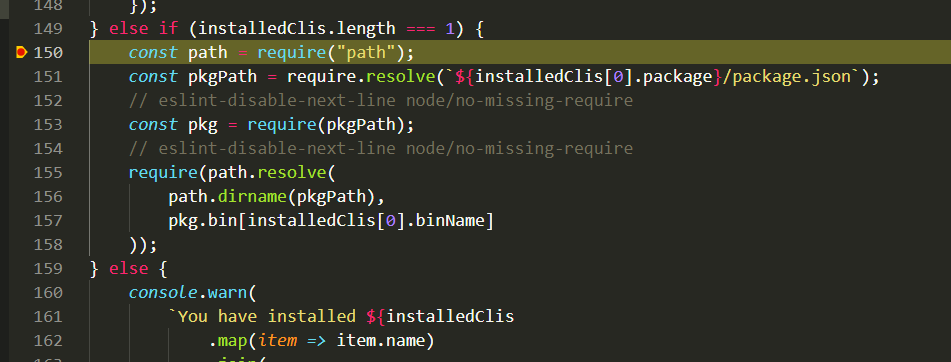 148 });
149 } else if (installedClis.length === 1) {
150 const path = require("path");
151 const pkgPath = require.resolve(`${installedClis[0].package}/package.json`);
152 // eslint-disable-next-line node/no-missing-require
153 const pkg = require(pkgPath);
154 // eslint-disable-next-line node/no-missing-require
155 require(path.resolve(
156 path.dirname(pkgPath),
157 pkg.bin[installedClis[0].binName]
158 ));
159 } else {
160 console.warn(
161 `You have installed ${installedClis
162 .map(item => item.name)
163 .join(